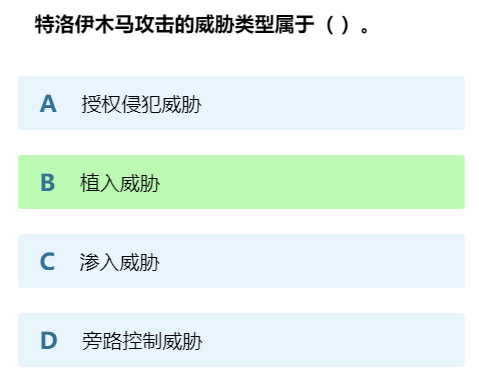 特洛伊木马攻击的威胁类型属于（ ）。
A 授权侵犯威胁
B 植入威胁
C 渗入威胁
D 旁路控制威胁